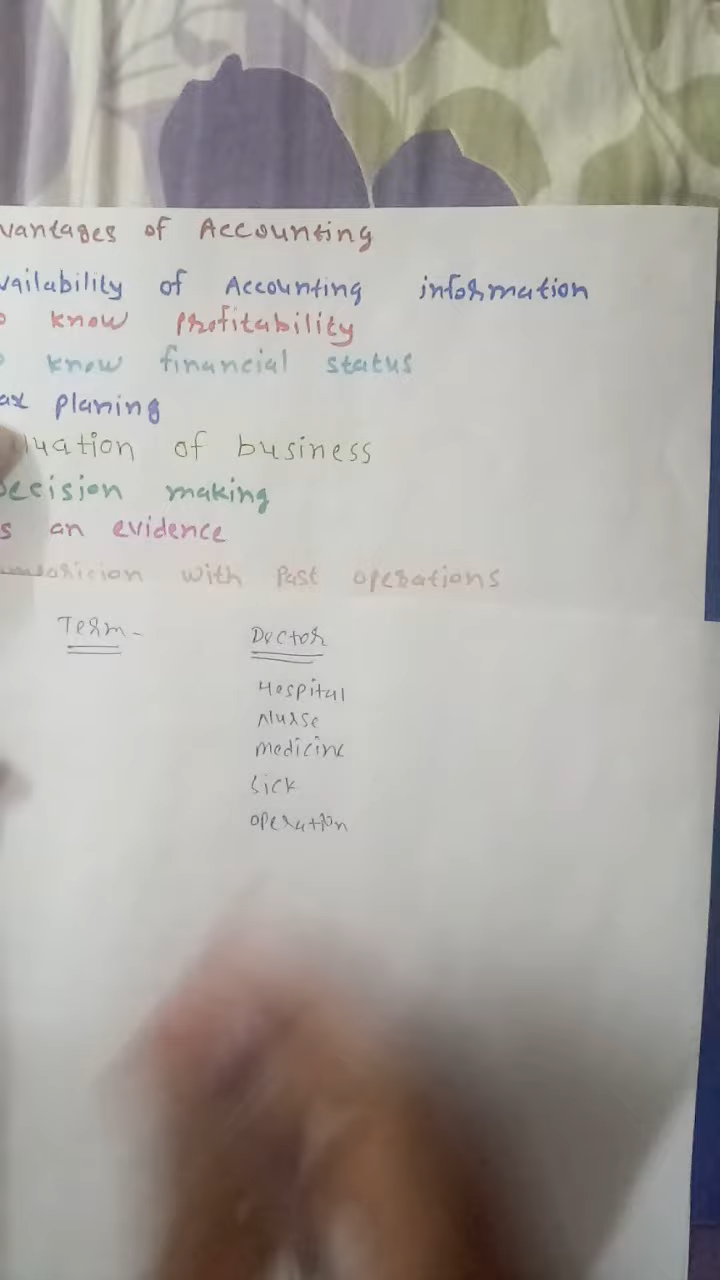 vantages of Accounting
vailability of Accounting information
o know profitability
o know financial status
ax planing
luation of business
Decision making
s an evidence
with Past operations
Term - Doctor
Hospital
Nurse
medicine
Sick
operation